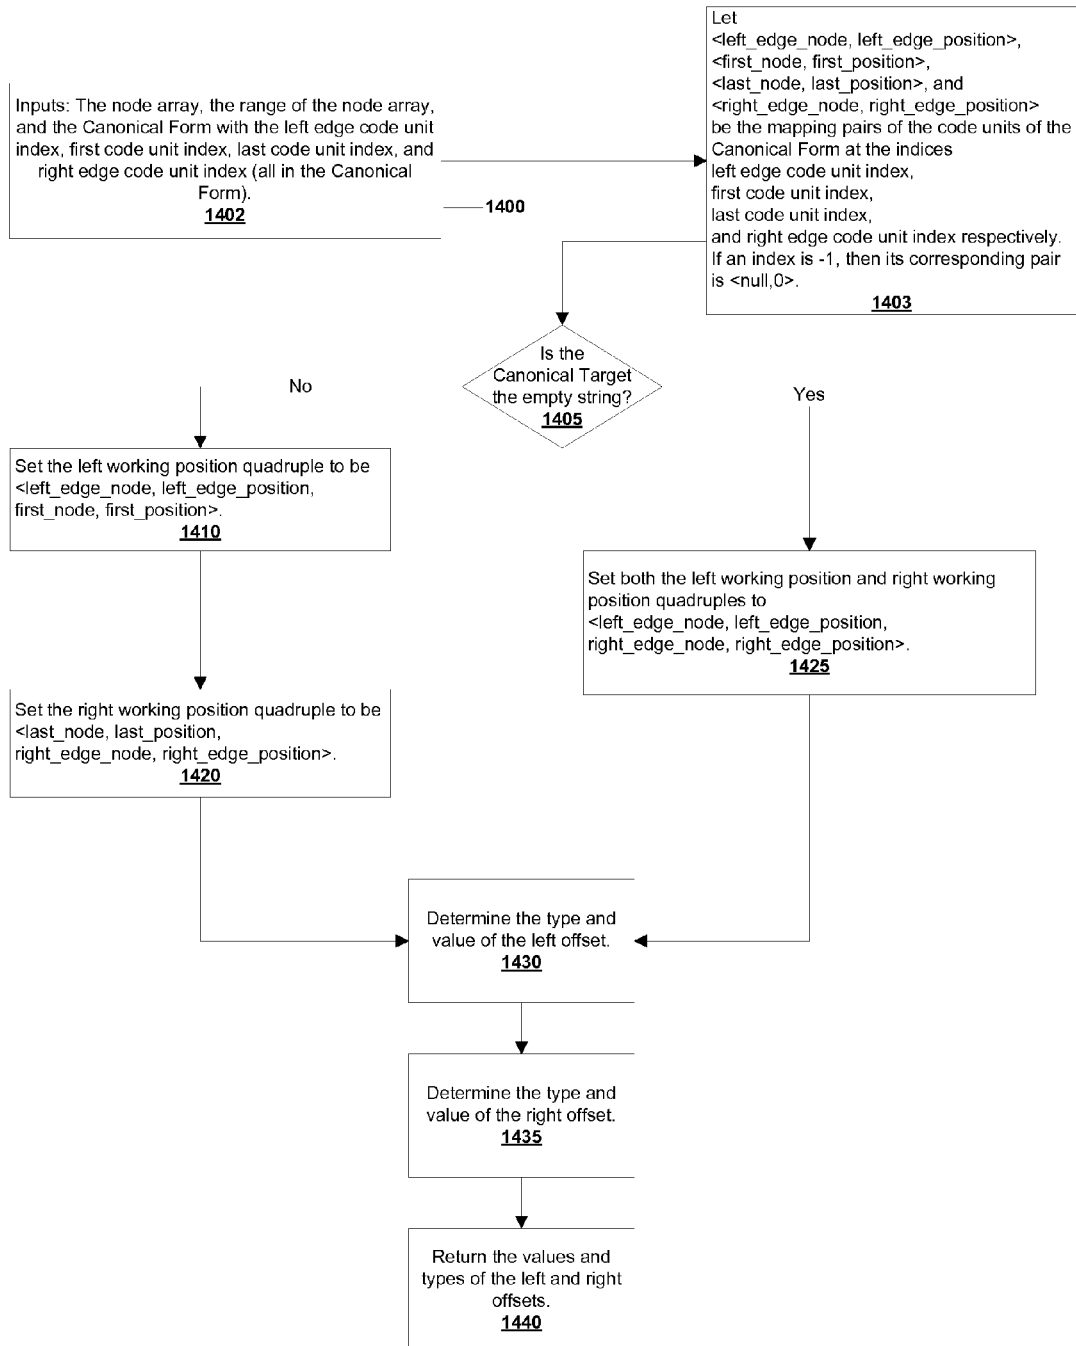 Inputs: The node array, the range of the node array,
and the Canonical Form with the left edge code unit
index, first code unit index, last code unit index, and
right edge code unit index (all in the Canonical
Form).
1402
1400
Let
<left_edge_node, left_edge_position>,
<first_node, first_position>,
<last_node, last_position>, and
<right_edge_node, right_edge_position>
be the mapping pairs of the code units of the
Canonical Form at the indices
left edge code unit index,
first code unit index,
last code unit index,
and right edge code unit index respectively.
If an index is -1, then its corresponding pair
is <null,0>.
1403
Is the
Canonical Target
the empty string?
1405
No
Yes
Set the left working position quadruple to be
<left_edge_node, left_edge_position,
first_node, first_position>.
1410
Set both the left working position and right working
position quadruples to
<left_edge_node, left_edge_position,
right_edge_node, right_edge_position>.
1425
Set the right working position quadruple to be
<last_node, last_position,
right_edge_node, right_edge_position>.
1420
Determine the type and
value of the left offset.
1430
Determine the type and
value of the right offset.
1435
Return the values and
types of the left and right
offsets.
1440